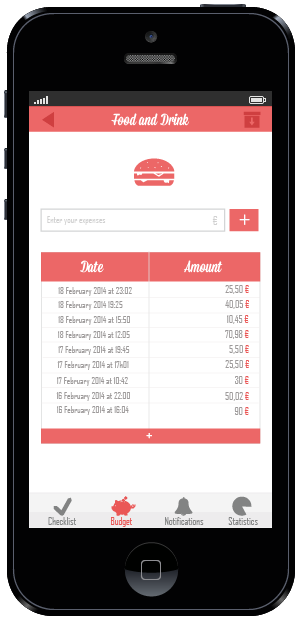 Food and Drink
Enter your expenses €
+
Date Amount
18 February 2014 at 23:02 25,50 €
18 February 2014 19:25 40,05 €
18 February 2014 at 15:50 10,45 €
18 February 2014 at 12:05 70,98 €
17 February 2014 at 19:45 5,50 €
17 February 2014 at 17h01 25,50 €
17 February 2014 at 10:42 30 €
16 February 2014 at 22:00 50,02 €
16 February 2014 at 16:04 90 €
+
Checklist Budget Notifications Statistics